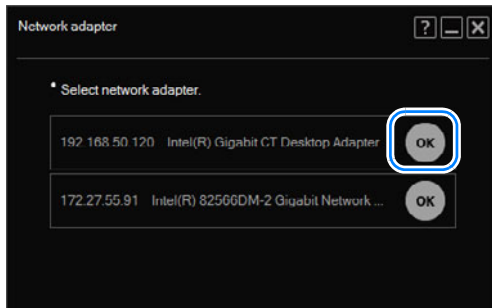 Network adapter
Select network adapter.
192.168.50.120 Intel(R) Gigabit CT Desktop Adapter OK
172.27.55.91 Intel(R) 82566DM-2 Gigabit Network ... OK